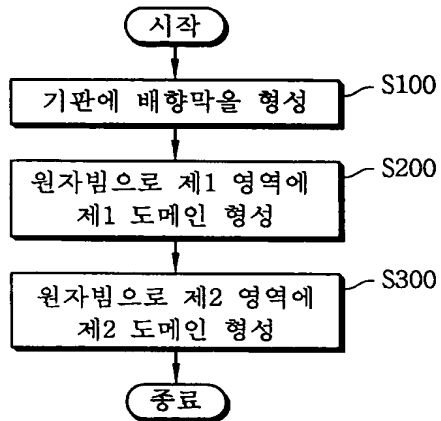 시작
기판에 배향막을 형성
S100
원자빔으로 제1 영역에
제1 도메인 형성
S200
원자빔으로 제2 영역에
제2 도메인 형성
S300
종료